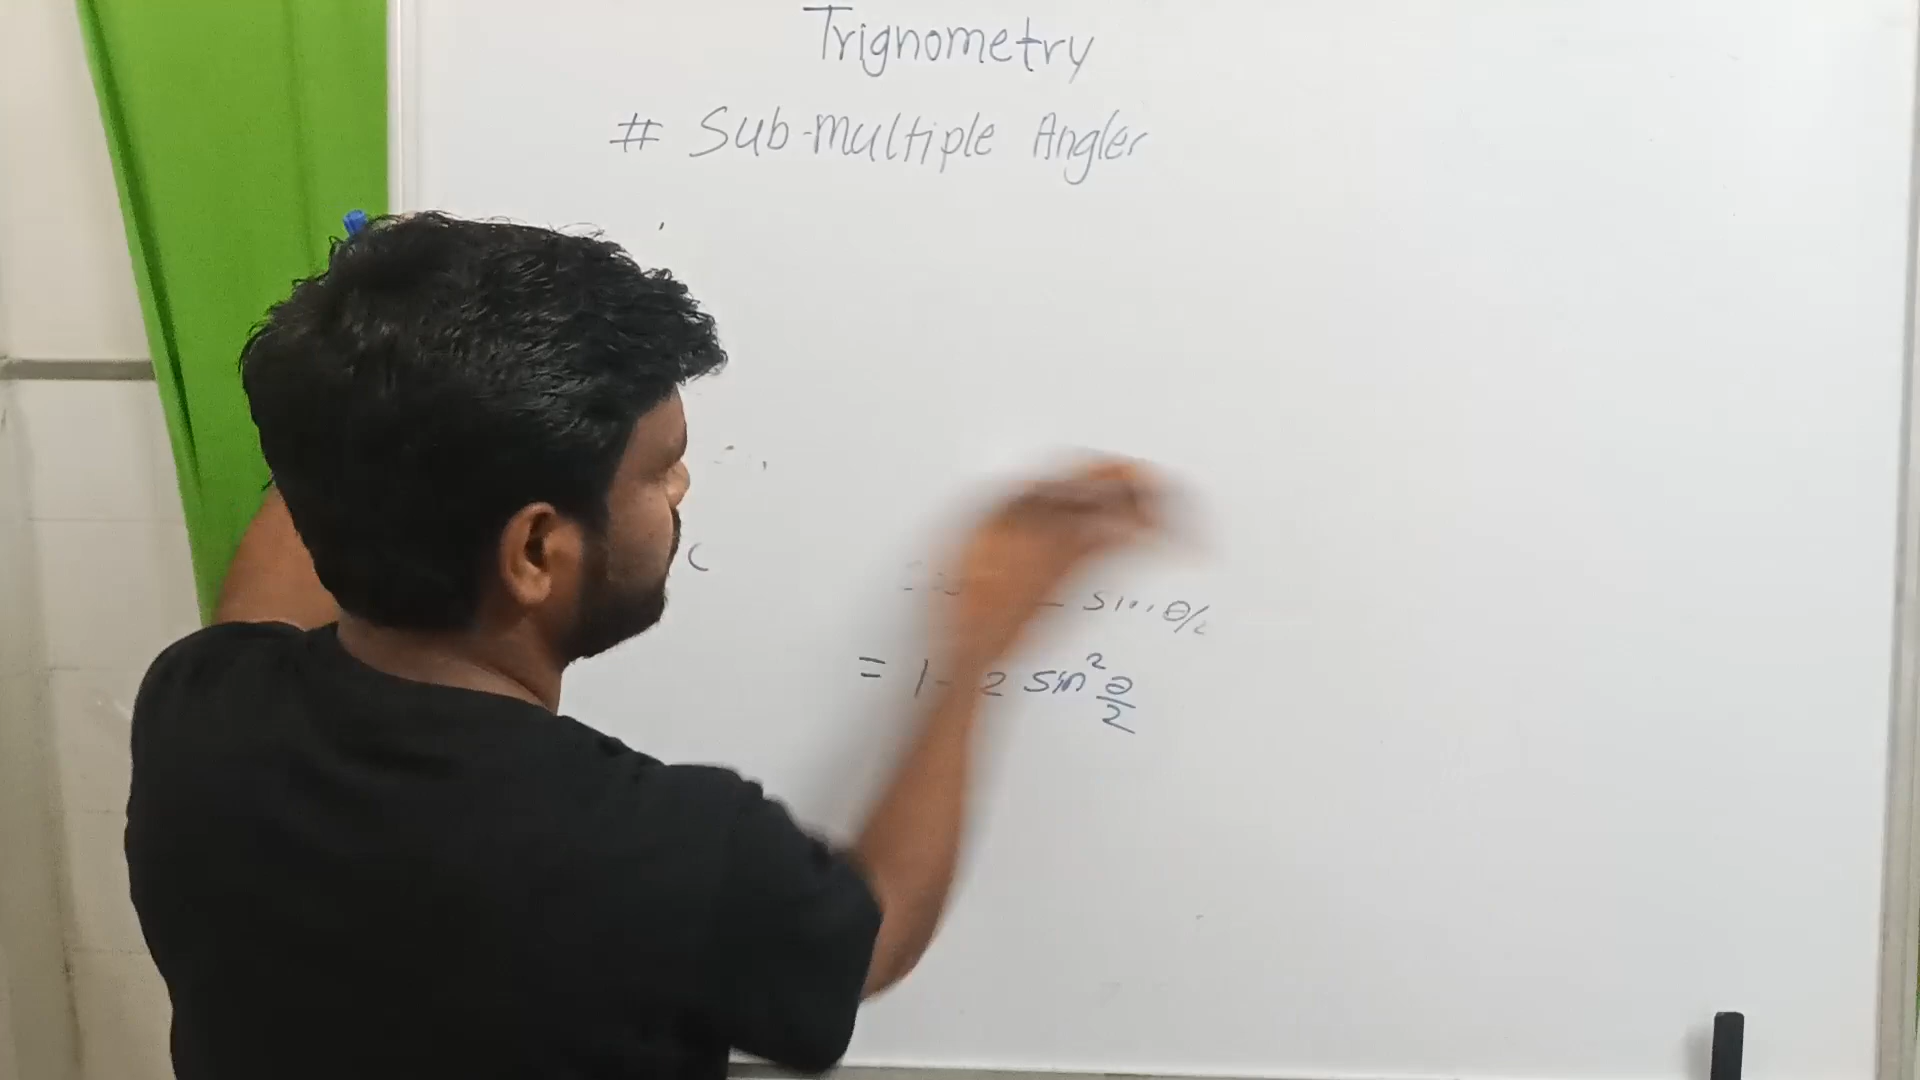 Trignometry
# Sub-multiple Angles
sin θ/2
= 1 - 2 sin² θ/2